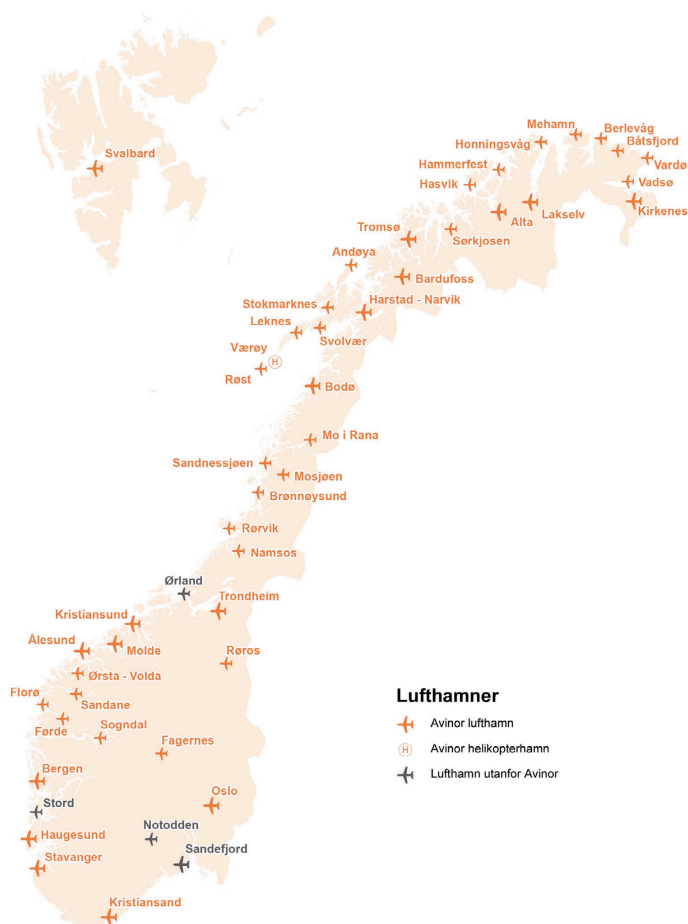 Svalbard
Mehamn
Berlevåg
Båtsfjord
Honningsvåg
Vardø
Hammerfest
Vadsø
Hasvik
Kirkenes
Lakselv
Alta
Tromsø
Sørkjosen
Andøya
Bardufoss
Stokmarknes
Harstad - Narvik
Leknes
Svolvær
Værøy
H
Røst
Bodø
Mo i Rana
Sandnessjøen
Mosjøen
Brønnøysund
Rørvik
Namsos
Ørland
Trondheim
Kristiansund
Ålesund
Molde
Røros
Ørsta - Volda
Florø
Sandane
Førde
Sogndal
Fagernes
Bergen
Stord
Oslo
Haugesund
Notodden
Sandefjord
Stavanger
Kristiansand
Lufthamner
Avinor lufthamn
H Avinor helikopterhamn
Lufthamn utanfor Avinor